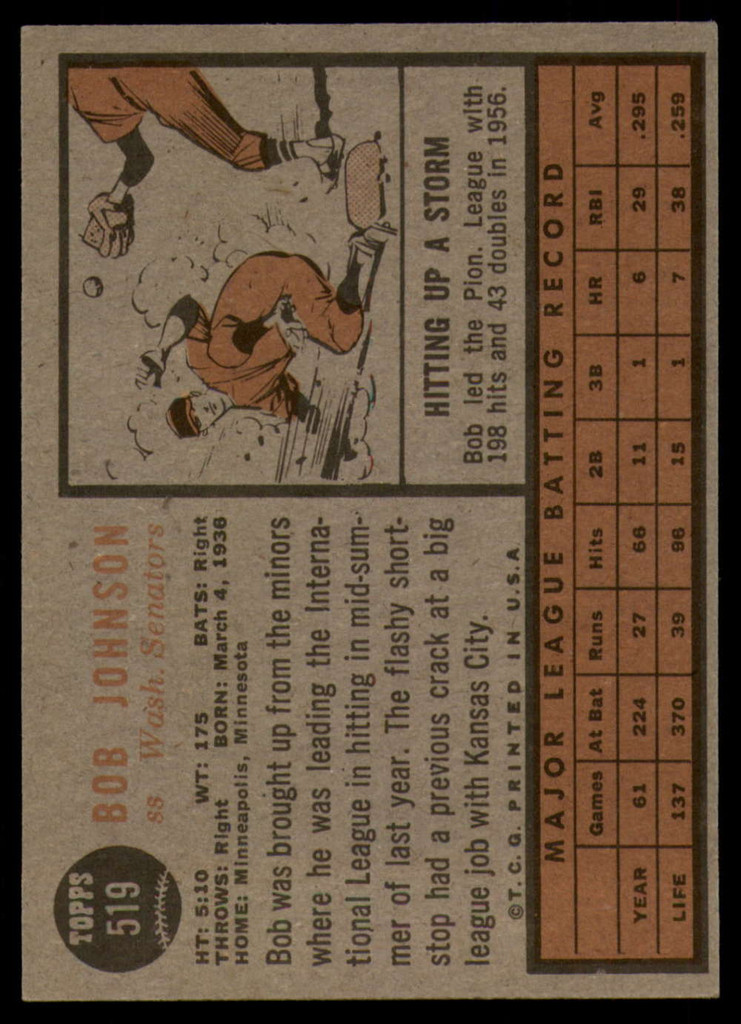 TOPPS
519
BOB JOHNSON
ss Wash. Senators
HT: 5:10 WT: 175 BATS: Right
THROWS: Right BORN: March 4, 1936
HOME: Minneapolis, Minnesota
Bob was brought up from the minors
where he was leading the Interna-
tional League in hitting in mid-sum-
mer of last year. The flashy short-
stop had a previous crack at a big
league job with Kansas City.
©T.C.G. PRINTED IN U.S.A
HITTING UP A STORM
Bob led the Pion. League with
198 hits and 43 doubles in 1956.
MAJOR LEAGUE BATTING RECORD
Games At Bat Runs Hits 2B 3B HR RBI Avg
YEAR 61 224 27 66 11 1 6 29 .295
LIFE 137 370 39 96 15 1 7 38 .259